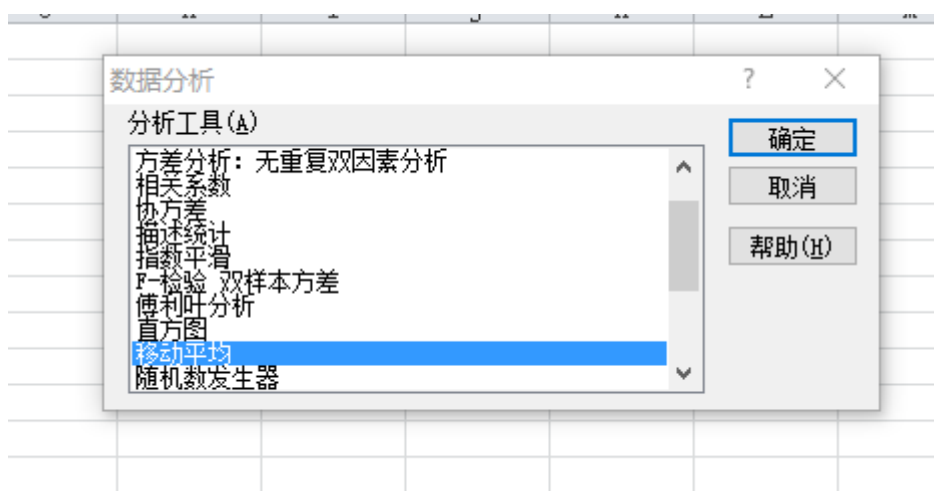 数据分析
分析工具(A)
方差分析：无重复双因素分析
相关系数
协方差
描述统计
指数平滑
F-检验 双样本方差
傅利叶分析
直方图
移动平均
随机数发生器
确定
取消
帮助(H)